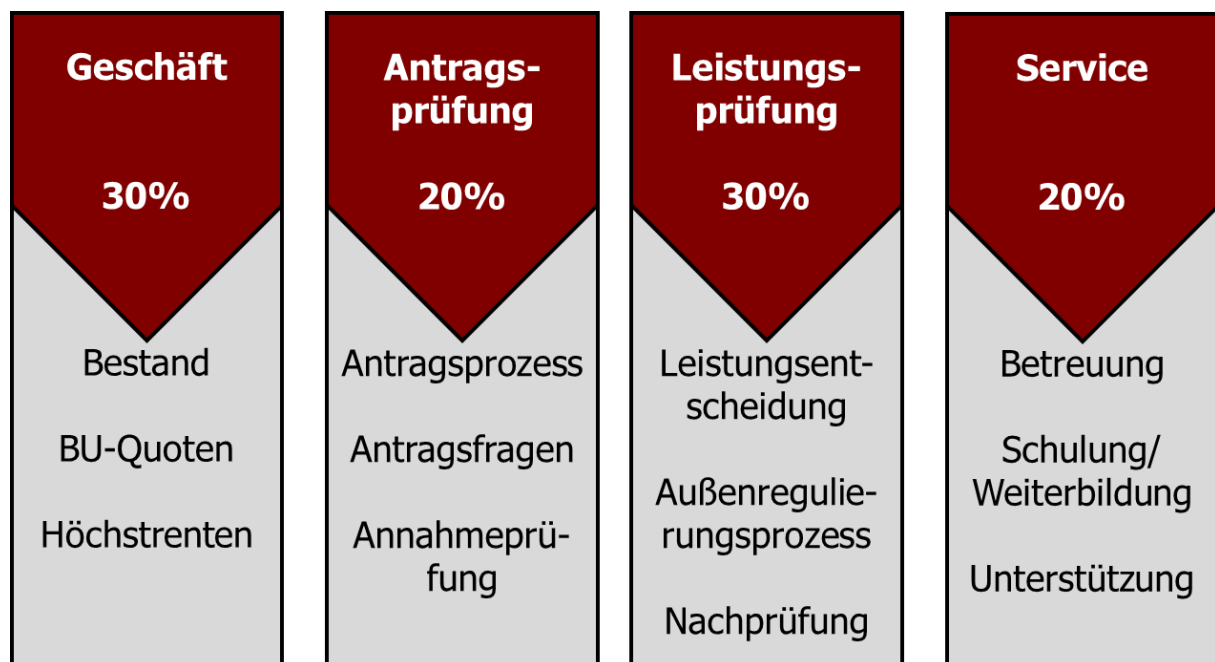 Geschäft
30%
Bestand
BU-Quoten
Höchstrenten
Antrags-
prüfung
20%
Antragsprozess
Antragsfragen
Annahmeprü-
fung
Leistungs-
prüfung
30%
Leistungsent-
scheidung
Außenregulie-
rungsprozess
Nachprüfung
Service
20%
Betreuung
Schulung/
Weiterbildung
Unterstützung